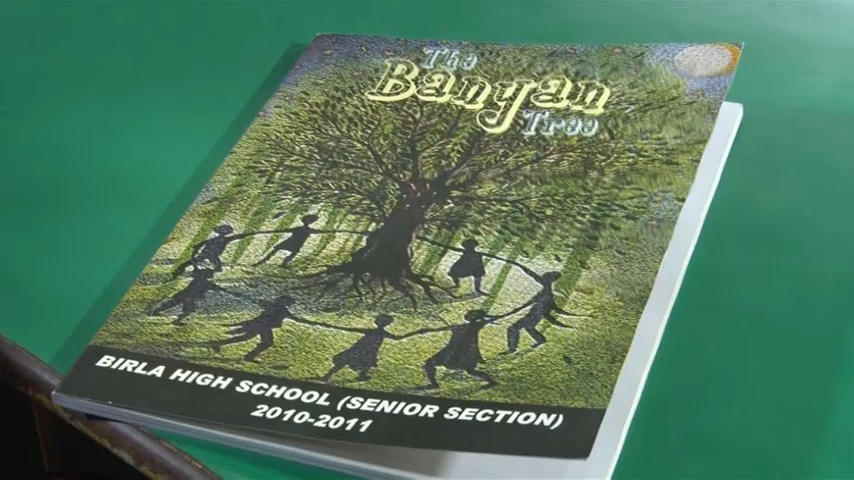 The
Banyan
Tree
BIRLA HIGH SCHOOL (SENIOR SECTION)
2010-2011